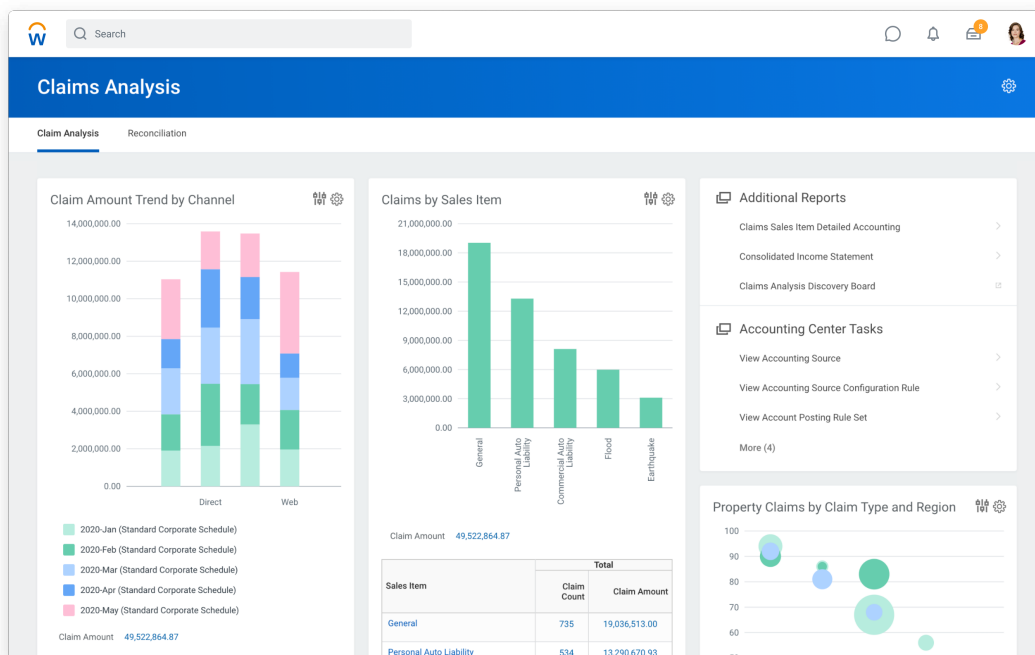 W
Search
8
Claims Analysis
Claim Analysis
Reconciliation
Claim Amount Trend by Channel
14,000,000.00
12,000,000.00
10,000,000.00
8,000,000.00
6,000,000.00
4,000,000.00
2,000,000.00
0.00
Direct
Web
2020-Jan (Standard Corporate Schedule)
2020-Feb (Standard Corporate Schedule)
2020-Mar (Standard Corporate Schedule)
2020-Apr (Standard Corporate Schedule)
2020-May (Standard Corporate Schedule)
Claim Amount 49,522,864.87
Claims by Sales Item
21,000,000.00
18,000,000.00
15,000,000.00
12,000,000.00
9,000,000.00
6,000,000.00
3,000,000.00
0.00
General
Personal Auto
Liability
Commercial Auto
Liability
Flood
Earthquake
Claim Amount 49,522,864.87
Total
Sales Item
Claim
Count
Claim Amount
General 735 19,036,513.00
Personal Auto Liability 534 13,290,670.93
Additional Reports
Claims Sales Item Detailed Accounting
Consolidated Income Statement
Claims Analysis Discovery Board
Accounting Center Tasks
View Accounting Source
View Accounting Source Configuration Rule
View Account Posting Rule Set
More (4)
Property Claims by Claim Type and Region
100
90
80
70
60